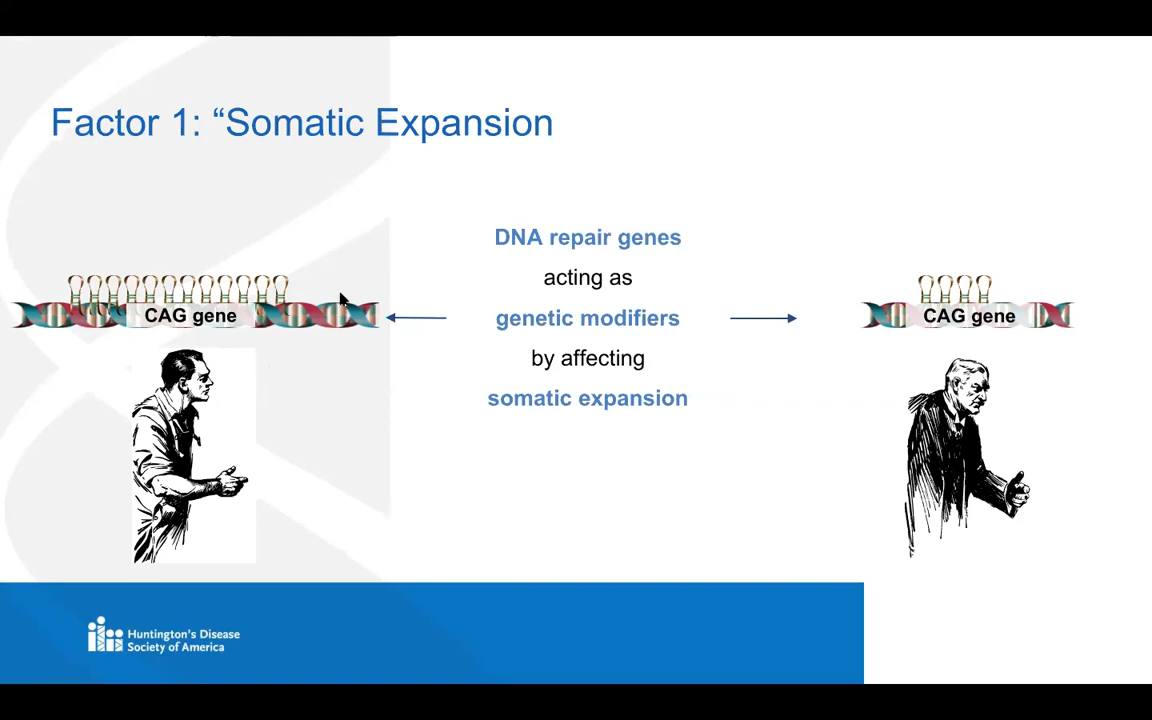 Factor 1: “Somatic Expansion
DNA repair genes
acting as
genetic modifiers
by affecting
somatic expansion
CAG gene
CAG gene
Huntington's Disease
Society of America